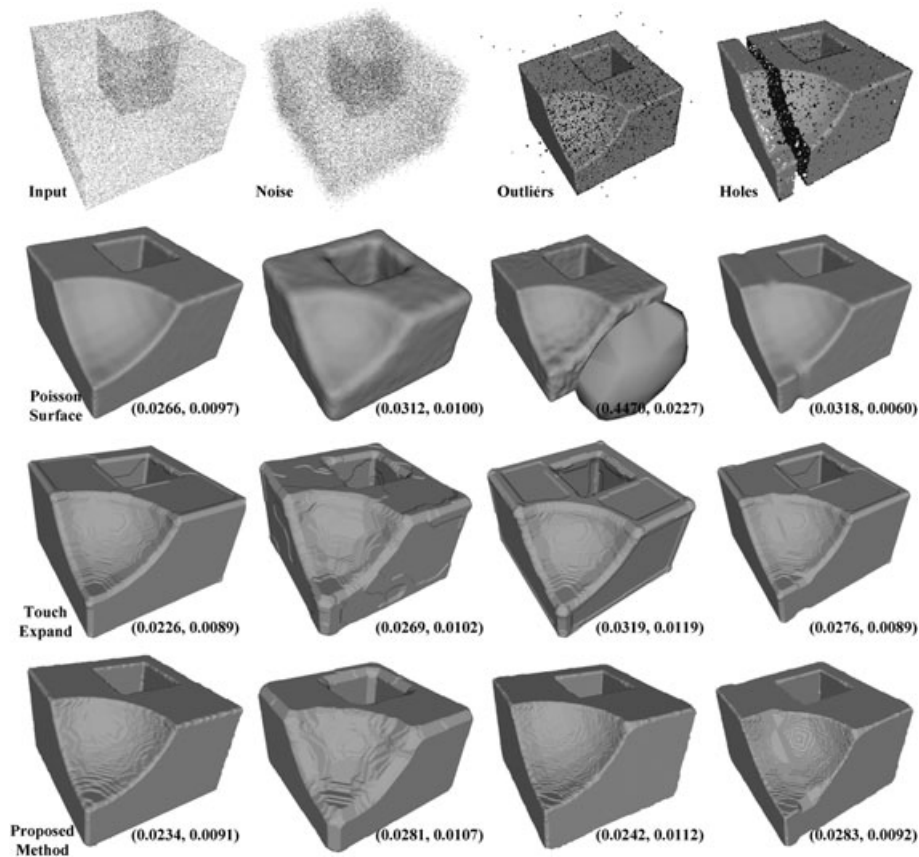 Input
Noise
Outliérs
Holes
Poisson
Surface
(0.0266, 0.0097)
(0.0312, 0.0100)
(0.4470, 0.0227)
(0.0318, 0.0060)
Touch
Expand
(0.0226, 0.0089)
(0.0269, 0.0102)
(0.0319, 0.0119)
(0.0276, 0.0089)
Proposed
Method
(0.0234, 0.0091)
(0.0281, 0.0107)
(0.0242, 0.0112)
(0.0283, 0.0092)